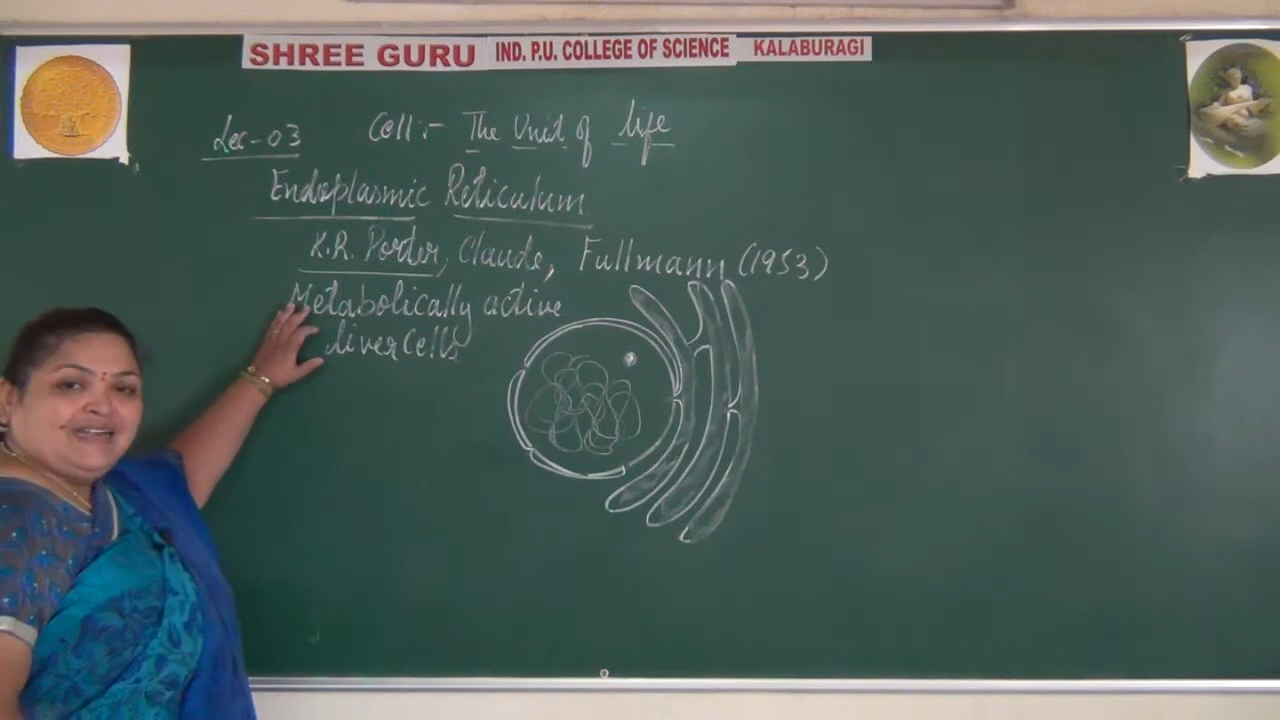 SHREE GURU IND. P.U. COLLEGE OF SCIENCE KALABURAGI
Lec-03 Cell:- The Unit of life
Endoplasmic Reticulum
K.R. Porter, Claude, Fullmann (1953)
Metabolically active
liver cells